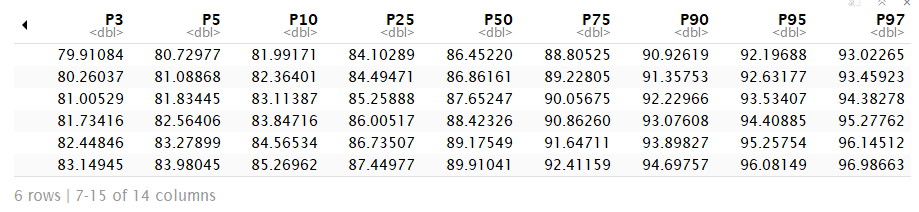 P3 P5 P10 P25 P50 P75 P90 P95 P97
<dbl> <dbl> <dbl> <dbl> <dbl> <dbl> <dbl> <dbl> <dbl>
79.91084 80.72977 81.99171 84.10289 86.45220 88.80525 90.92619 92.19688 93.02265
80.26037 81.08868 82.36401 84.49471 86.86161 89.22805 91.35753 92.63177 93.45923
81.00529 81.83445 83.11387 85.25888 87.65247 90.05675 92.22966 93.53407 94.38278
81.73416 82.56406 83.84716 86.00517 88.42326 90.86260 93.07608 94.40885 95.27762
82.44846 83.27899 84.56534 86.73507 89.17549 91.64711 93.89827 95.25754 96.14512
83.14945 83.98045 85.26962 87.44977 89.91041 92.41159 94.69757 96.08149 96.98663
6 rows | 7-15 of 14 columns